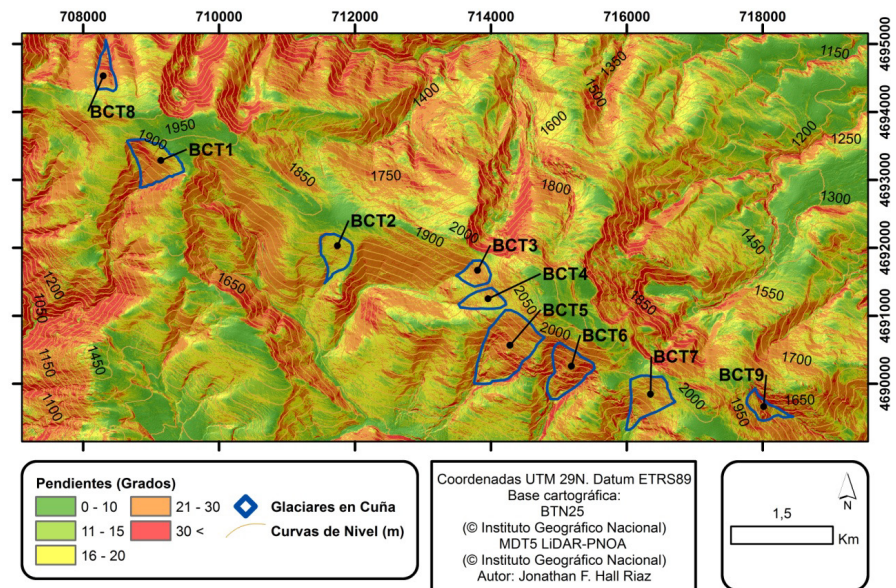 708000 710000 712000 714000 716000 718000
4695000
4694000
4693000
4692000
4691000
4690000
BCT8
1950
1900
BCT1
1850
1750
1400
1350
1500
1600
1150
1200
1250
1300
1800
BCT2
1900
2000
BCT3
BCT4
2050
BCT5
2000
BCT6
1450
1550
1850
1650
1200
1050
1150
1450
1100
BCT7
2000
1700
BCT9
1950
1650
Pendientes (Grados)
0 - 10
11 - 15
16 - 20
21 - 30
30 <
Glaciares en Cuña
Curvas de Nivel (m)
Coordenadas UTM 29N. Datum ETRS89
Base cartográfica:
BTN25
(© Instituto Geográfico Nacional)
MDT5 LiDAR-PNOA
(© Instituto Geográfico Nacional)
Autor: Jonathan F. Hall Riaz
N
1,5
Km